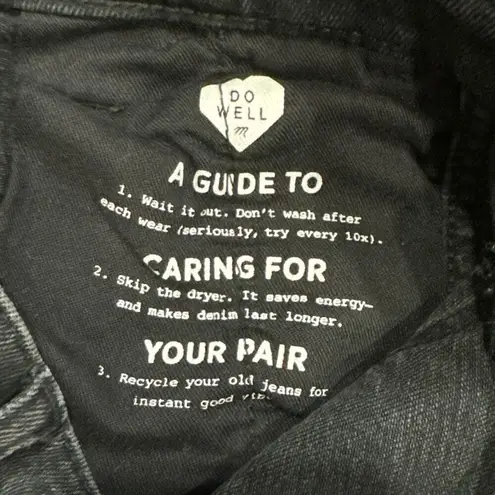 DO
WELL
m
A GUIDE TO
1. Wait it out. Don't wash after
each wear (seriously, try every 10x).
CARING FOR
2. Skip the dryer. It saves energy—
and makes denim last longer.
YOUR PAIR
3. Recycle your old jeans for
instant good